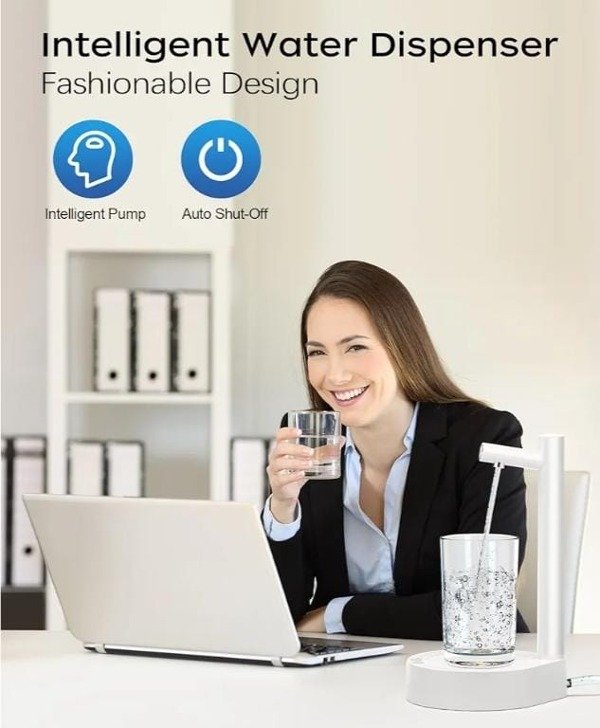 Intelligent Water Dispenser
Fashionable Design
Intelligent Pump
Auto Shut-Off